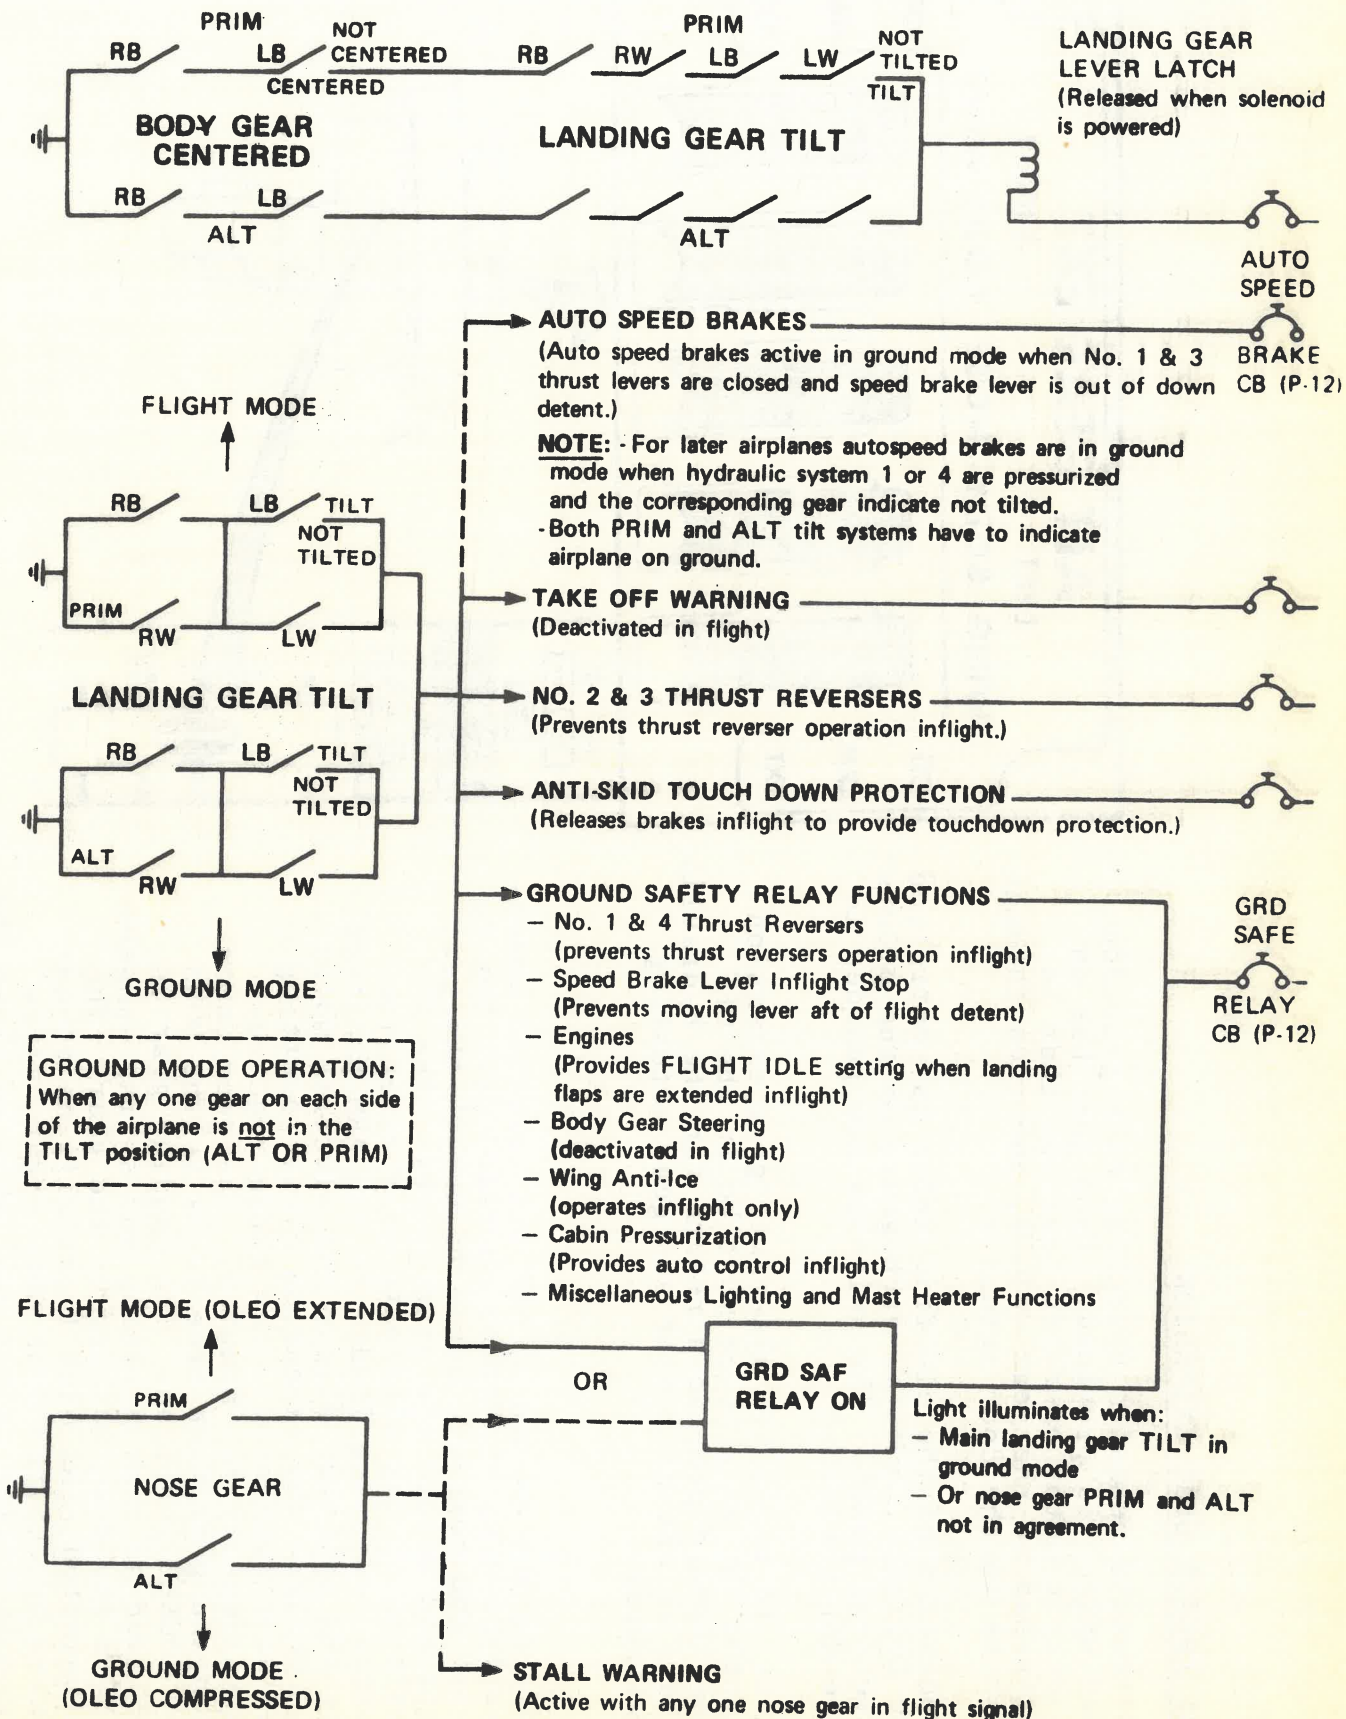 PRIM
RB
LB
NOT
CENTERED
CENTERED
BODY GEAR
CENTERED
RB
LB
ALT
PRIM
RB
RW
LB
LW
NOT
TILTED
TILT
LANDING GEAR TILT
ALT
LANDING GEAR
LEVER LATCH
(Released when solenoid
is powered)
AUTO
SPEED
BRAKE
CB (P-12)
AUTO SPEED BRAKES
(Auto speed brakes active in ground mode when No. 1 & 3
thrust levers are closed and speed brake lever is out of down
detent.)
NOTE: - For later airplanes autospeed brakes are in ground
mode when hydraulic system 1 or 4 are pressurized
and the corresponding gear indicate not tilted.
- Both PRIM and ALT tilt systems have to indicate
airplane on ground.
FLIGHT MODE
RB
LB
TILT
NOT
TILTED
PRIM
RW
LW
LANDING GEAR TILT
RB
LB
TILT
NOT
TILTED
ALT
RW
LW
GROUND MODE
TAKE OFF WARNING
(Deactivated in flight)
NO. 2 & 3 THRUST REVERSERS
(Prevents thrust reverser operation inflight.)
ANTI-SKID TOUCH DOWN PROTECTION
(Releases brakes inflight to provide touchdown protection.)
GROUND SAFETY RELAY FUNCTIONS
– No. 1 & 4 Thrust Reversers
(prevents thrust reversers operation inflight)
– Speed Brake Lever Inflight Stop
(Prevents moving lever aft of flight detent)
– Engines
(Provides FLIGHT IDLE setting when landing
flaps are extended inflight)
– Body Gear Steering
(deactivated in flight)
– Wing Anti-Ice
(operates inflight only)
– Cabin Pressurization
(Provides auto control inflight)
– Miscellaneous Lighting and Mast Heater Functions
GRD
SAFE
RELAY
CB (P-12)
GROUND MODE OPERATION:
When any one gear on each side
of the airplane is not in the
TILT position (ALT OR PRIM)
FLIGHT MODE (OLEO EXTENDED)
PRIM
NOSE GEAR
ALT
GROUND MODE
(OLEO COMPRESSED)
OR
GRD SAF
RELAY ON
Light illuminates when:
– Main landing gear TILT in
ground mode
– Or nose gear PRIM and ALT
not in agreement.
STALL WARNING
(Active with any one nose gear in flight signal)